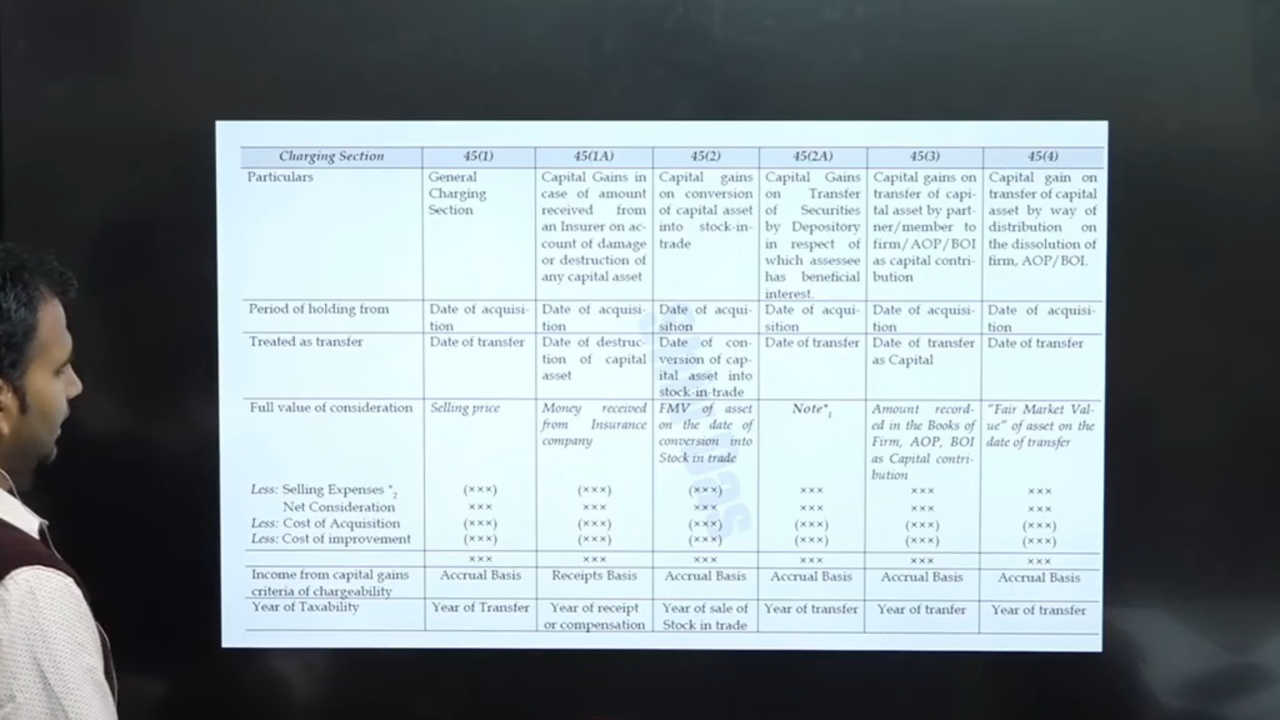 Charging Section 45(1) 45(1A) 45(2) 45(2A) 45(3) 45(4)
Particulars General Capital Gains in Capital gains Capital Gains Capital gains on Capital gain on
Charging case of amount on conversion on Transfer transfer of capi- transfer of capital
Section received from of capital asset of Securities tal asset by part- asset by way of
an Insurer on ac- into stock-in- by Depository ner/member to distribution on
count of damage trade in respect of firm/AOP/BOI the dissolution of
or destruction of which assessee as capital contri- firm, AOP/BOI.
any capital asset has beneficial bution
interest.
Period of holding from Date of acquisi- Date of acquisi- Date of acqui- Date of acqui- Date of acquisi- Date of acquisi-
tion tion sition sition tion tion
Treated as transfer Date of transfer Date of destruc- Date of con- Date of transfer Date of transfer Date of transfer
tion of capital version of cap- as Capital
asset ital asset into
stock-in-trade
Full value of consideration Selling price Money received FMV of asset Note*1 Amount record- "Fair Market Val-
from Insurance on the date of ed in the Books of ue" of asset on the
company conversion into Firm, AOP, BOI date of transfer
Stock in trade as Capital contri-
bution
Less: Selling Expenses *2 (×××) (×××) (×××) ××× ××× ×××
Net Consideration ××× ××× ××× ××× ××× ×××
Less: Cost of Acquisition (×××) (×××) (×××) (×××) (×××) (×××)
Less: Cost of improvement (×××) (×××) (×××) (×××) (×××) (×××)
××× ××× ××× ××× ××× ×××
Income from capital gains Accrual Basis Receipts Basis Accrual Basis Accrual Basis Accrual Basis Accrual Basis
criteria of chargeability
Year of Taxability Year of Transfer Year of receipt Year of sale of Year of transfer Year of tranfer Year of transfer
or compensation Stock in trade